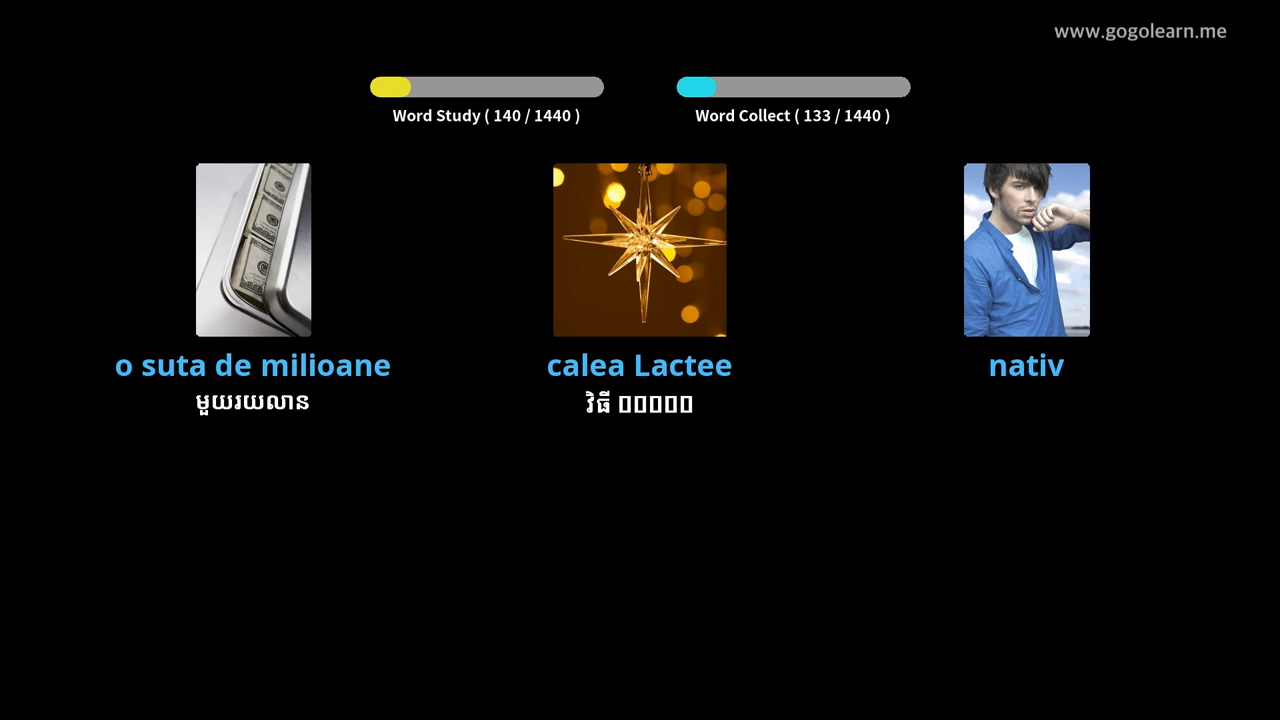 www.gogolearn.me
Word Study ( 140 / 1440 )
Word Collect ( 133 / 1440 )
o suta de milioane
calea Lactee
nativ
មួយរយលាន
វិធី